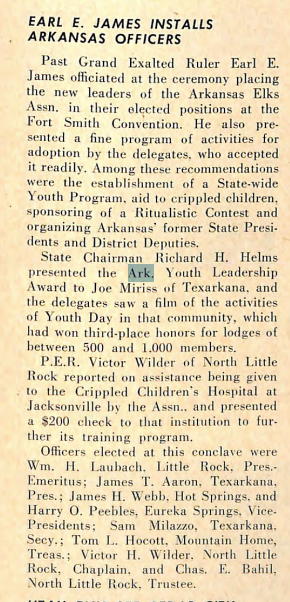 EARL E. JAMES INSTALLS
ARKANSAS OFFICERS
Past Grand Exalted Ruler Earl E.
James officiated at the ceremony placing
the new leaders of the Arkansas Elks
Assn. in their elected positions at the
Fort Smith Convention. He also pre-
sented a fine program of activities for
adoption by the delegates, who accepted
it readily. Among these recommendations
were the establishment of a State-wide
Youth Program, aid to crippled children,
sponsoring of a Ritualistic Contest and
organizing Arkansas' former State Presi-
dents and District Deputies.
State Chairman Richard H. Helms
presented the Ark. Youth Leadership
Award to Joe Miriss of Texarkana, and
the delegates saw a film of the activities
of Youth Day in that community, which
had won third-place honors for lodges of
between 500 and 1,000 members.
P.E.R. Victor Wilder of North Little
Rock reported on assistance being given
to the Crippled Children's Hospital at
Jacksonville by the Assn., and presented
a $200 check to that institution to fur-
ther its training program.
Officers elected at this conclave were
Wm. H. Laubach, Little Rock, Pres.-
Emeritus; James T. Aaron, Texarkana,
Pres.; James H. Webb, Hot Springs, and
Harry O. Peebles, Eureka Springs, Vice-
Presidents; Sam Milazzo, Texarkana,
Secy.; Tom L. Hocott, Mountain Home,
Treas.; Victor H. Wilder, North Little
Rock, Chaplain, and Chas. E. Bahil,
North Little Rock, Trustee.